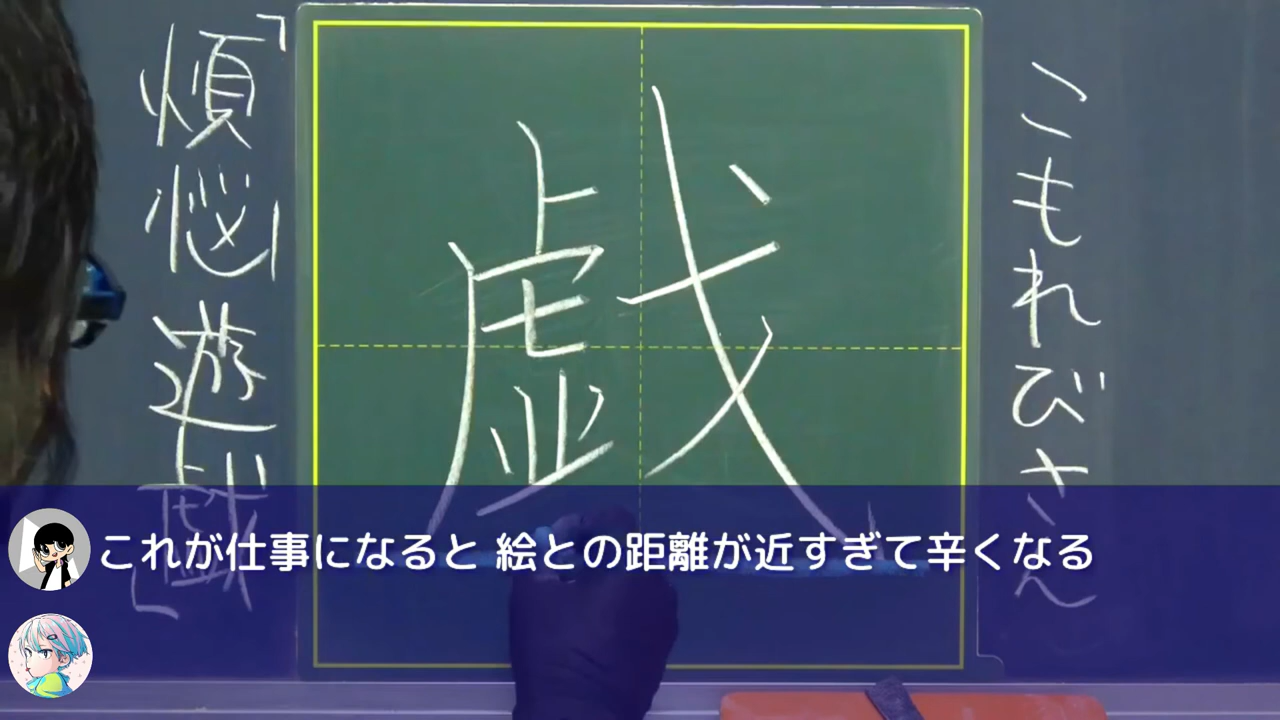 こもれびさん
戯
「煩悩」遊戯」
これが仕事になると 絵との距離が近すぎて辛くなる